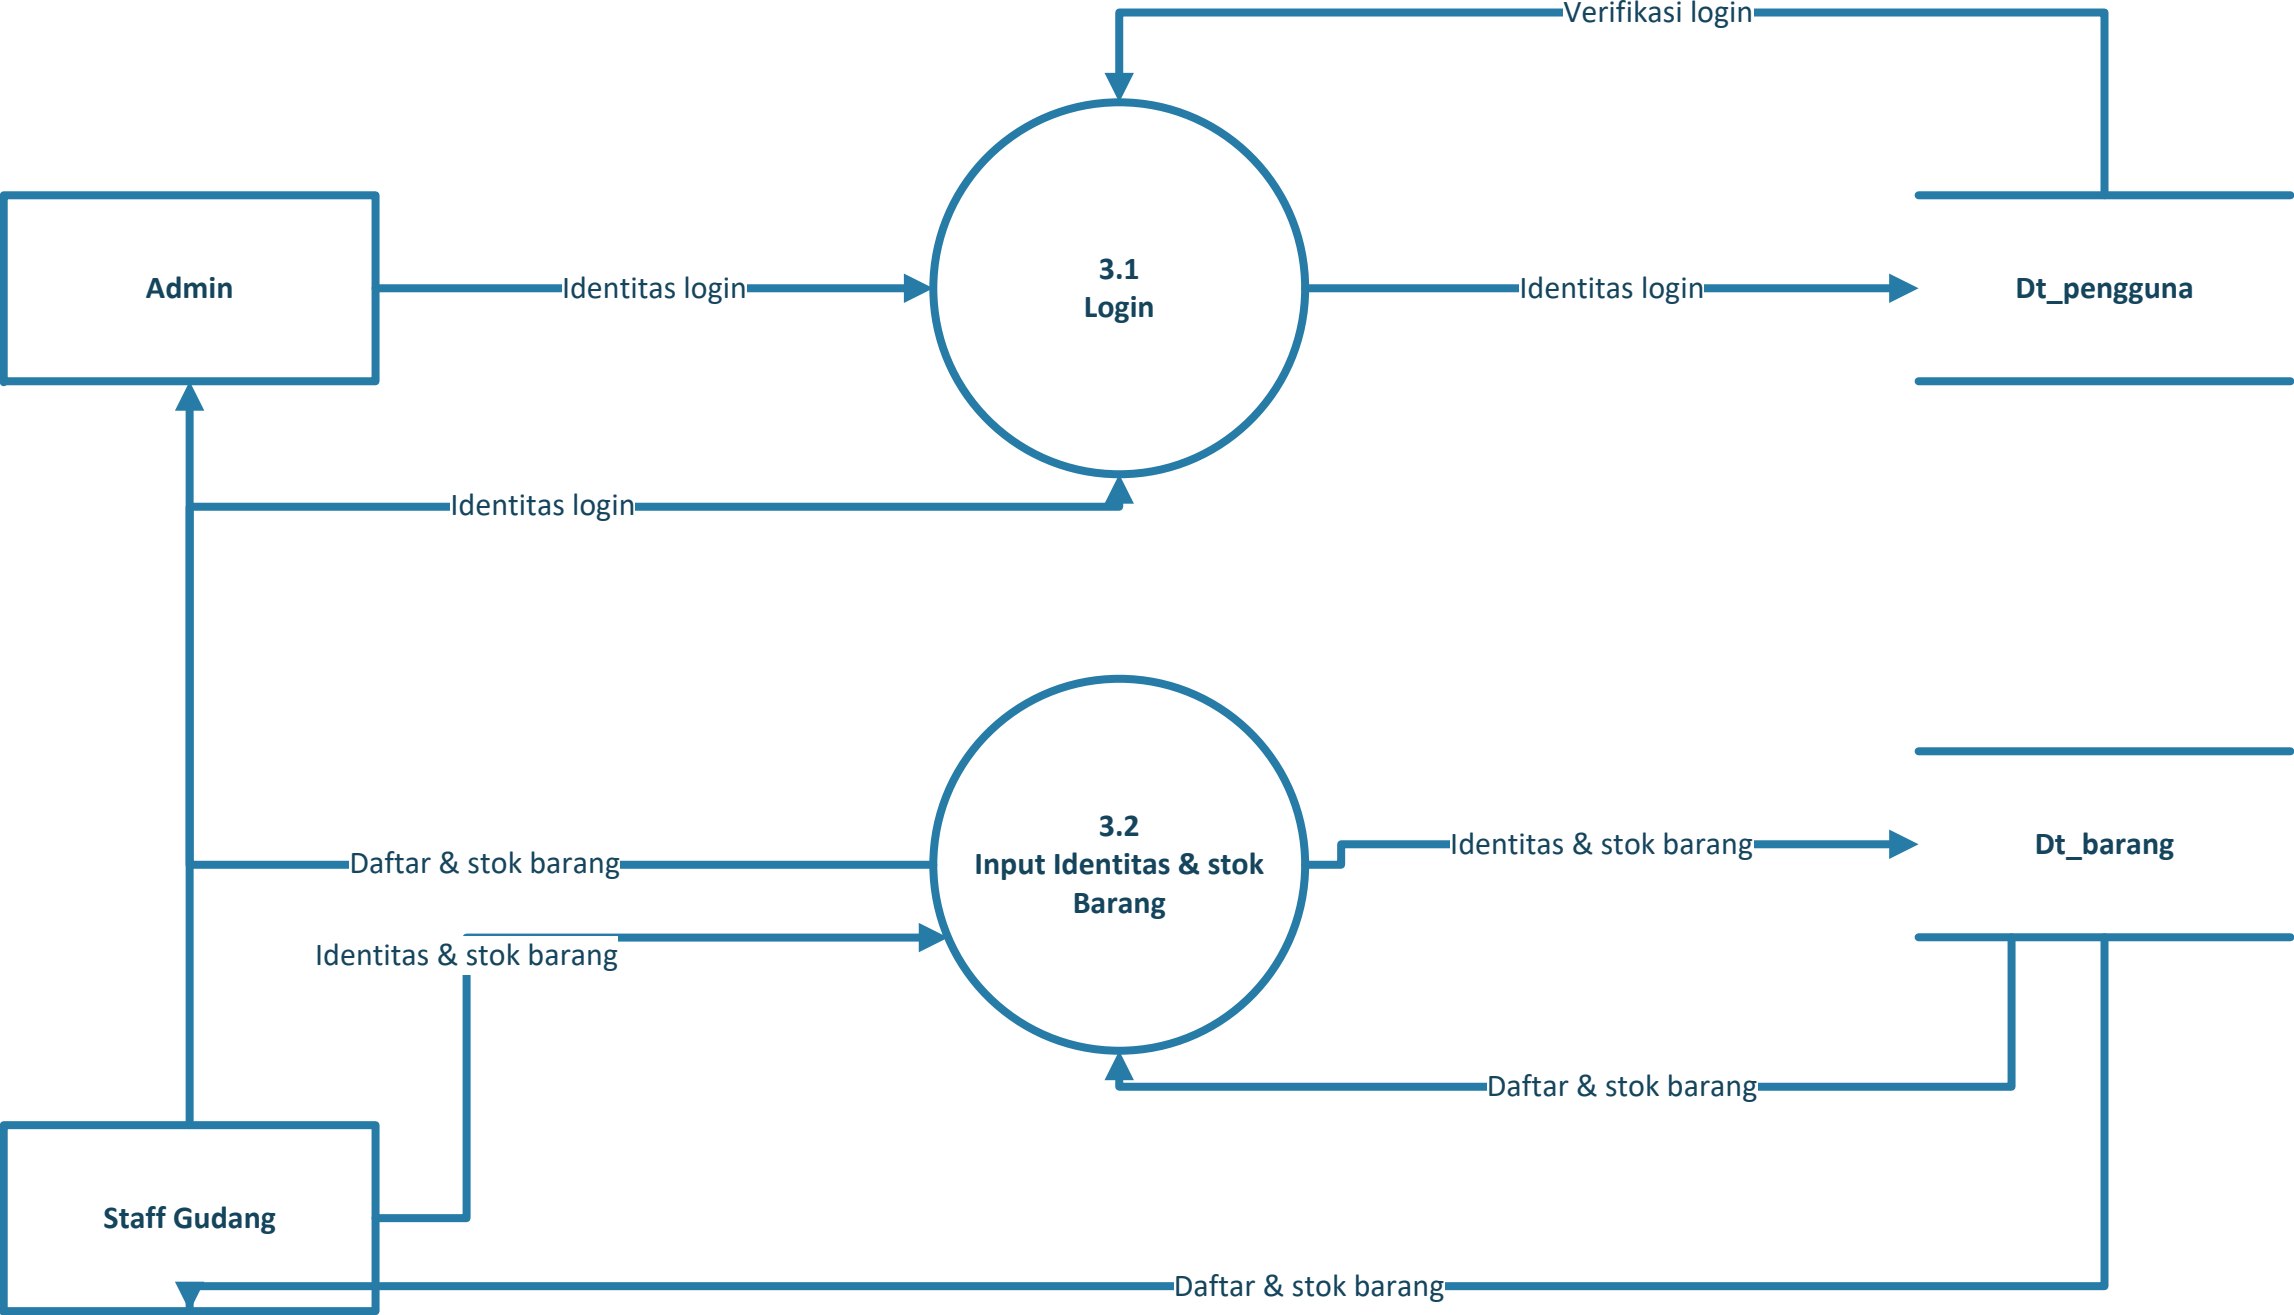 Verifikasi login
3.1
Login
Admin
Identitas login
Identitas login
Dt_pengguna
Identitas login
3.2
Input Identitas & stok
Barang
Daftar & stok barang
Identitas & stok barang
Dt_barang
Identitas & stok barang
Daftar & stok barang
Staff Gudang
Daftar & stok barang